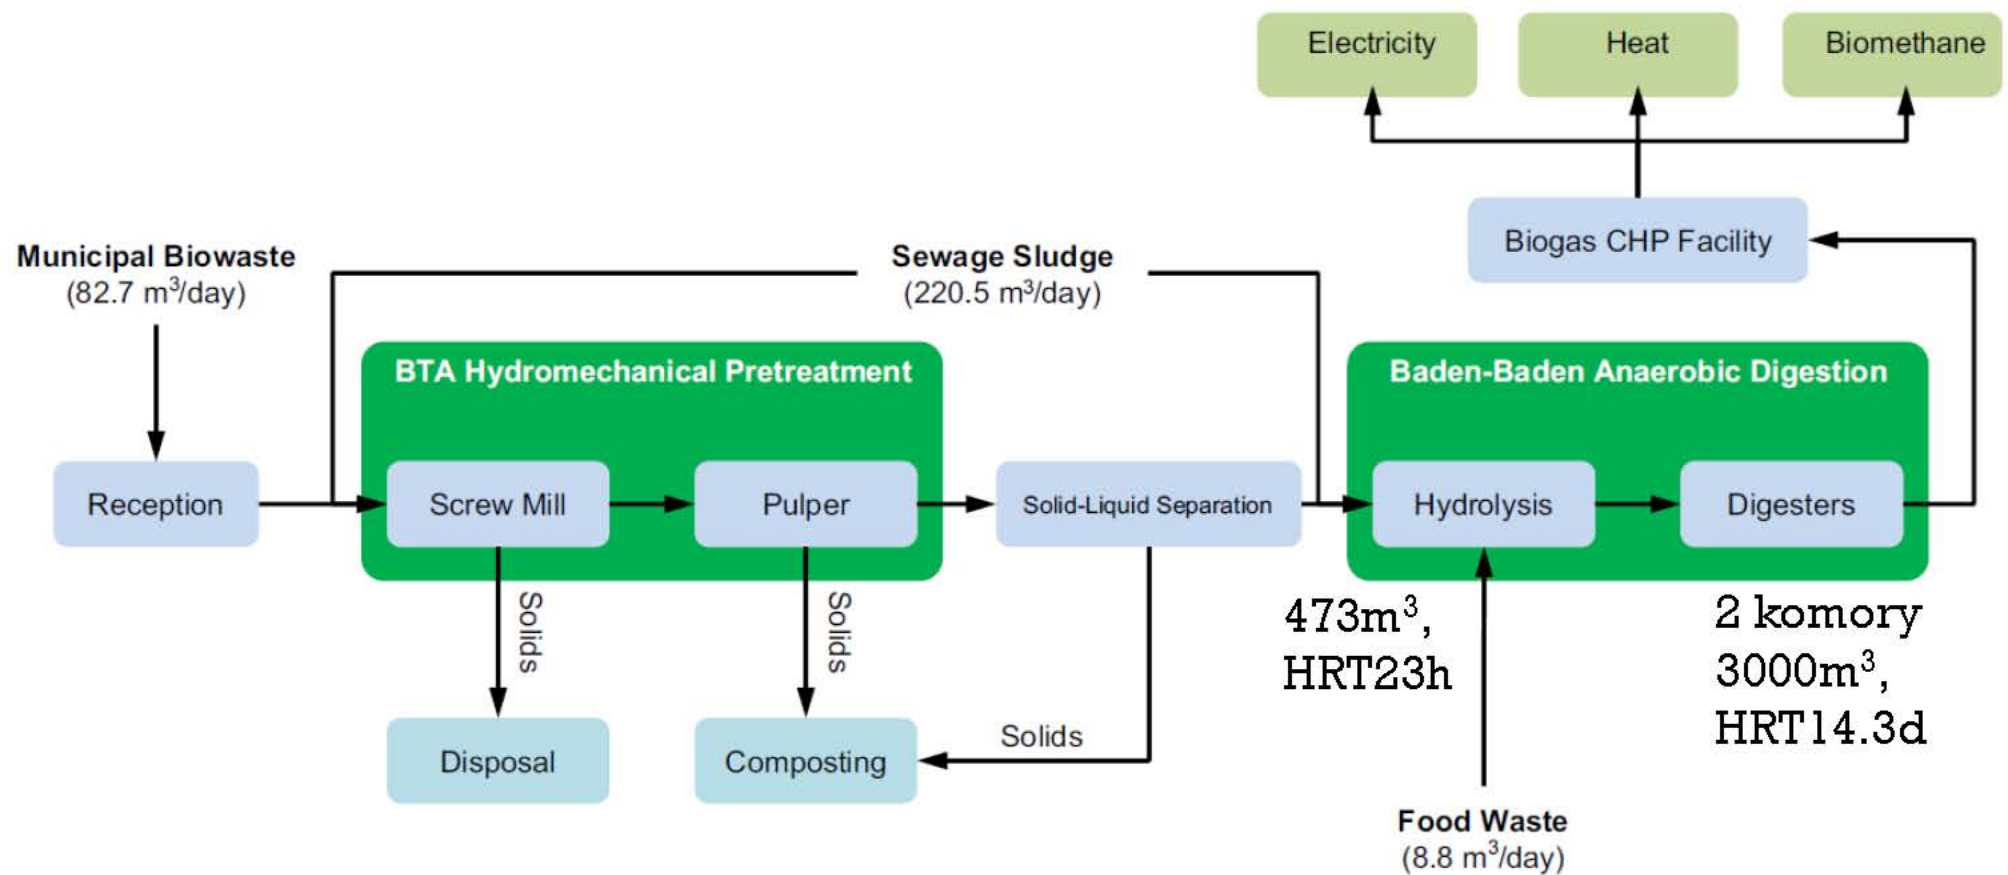 Electricity
Heat
Biomethane
Biogas CHP Facility
Municipal Biowaste
(82.7 m³/day)
Sewage Sludge
(220.5 m³/day)
BTA Hydromechanical Pretreatment
Baden-Baden Anaerobic Digestion
Reception
Screw Mill
Pulper
Solid-Liquid Separation
Hydrolysis
Digesters
Solids
Solids
473m³,
HRT23h
2 komory
3000m³,
HRT14.3d
Disposal
Composting
Solids
Food Waste
(8.8 m³/day)